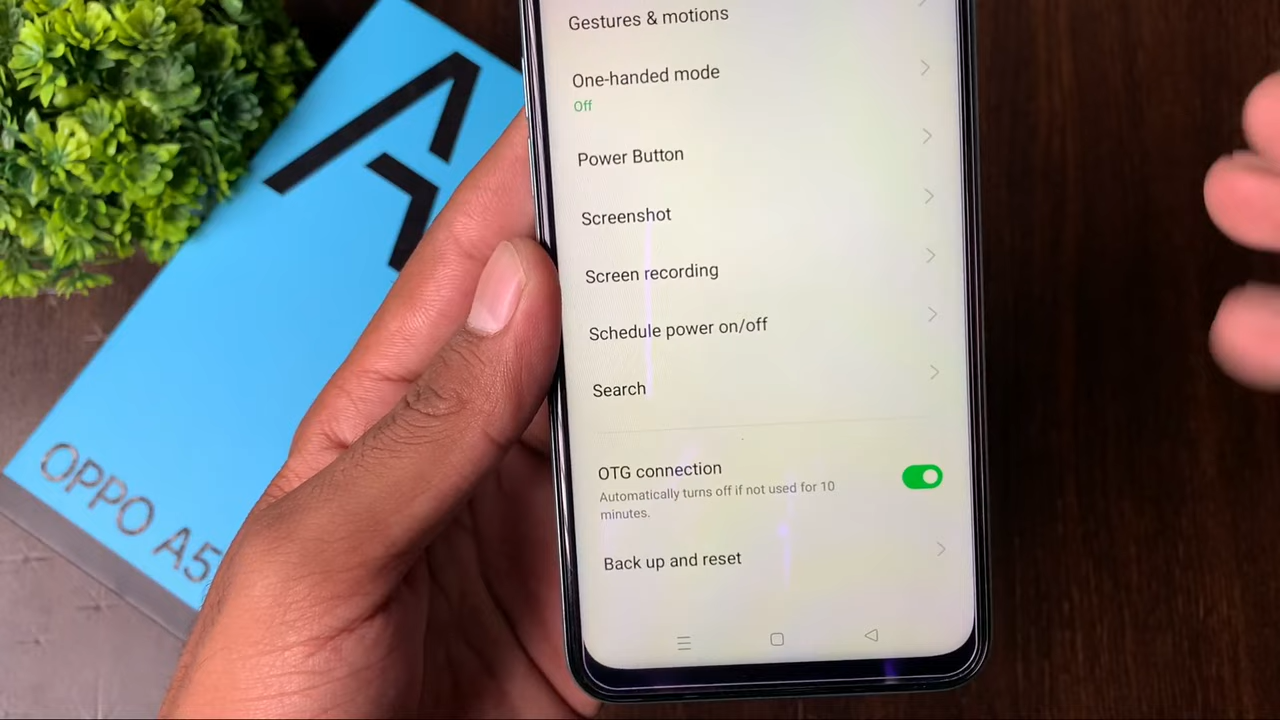 Gestures & motions
One-handed mode
Off
Power Button
Screenshot
Screen recording
Schedule power on/off
Search
OTG connection
Automatically turns off if not used for 10
minutes.
Back up and reset
OPPO A5